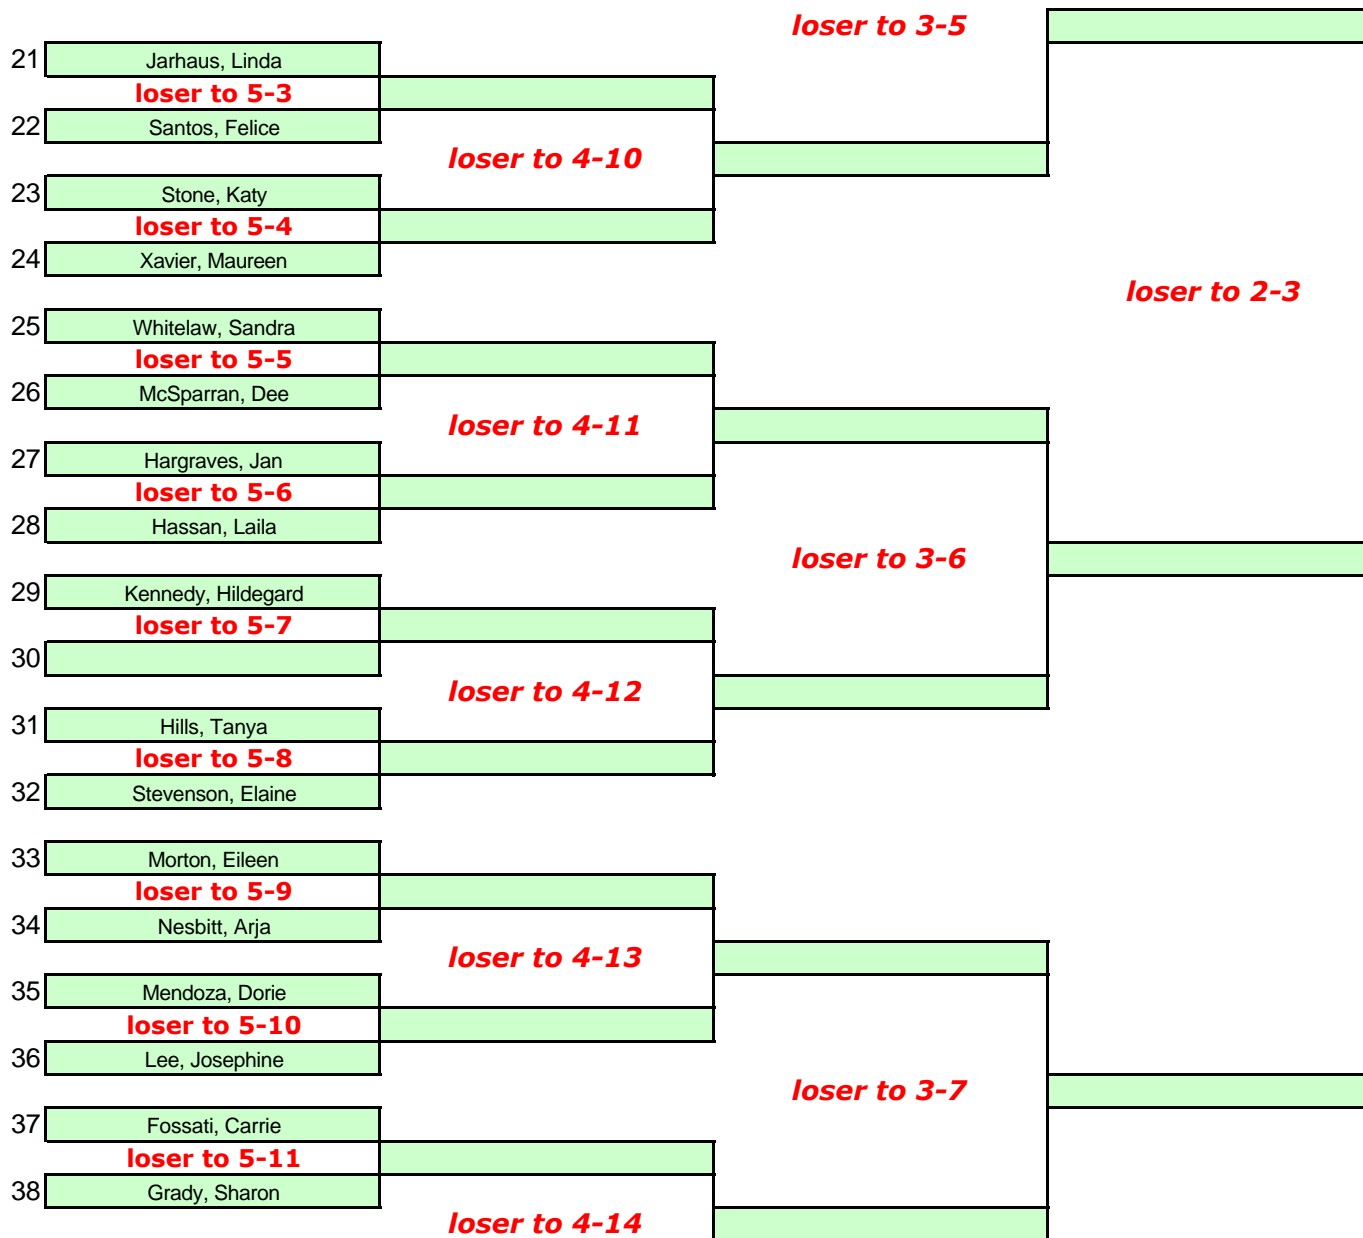 loser to 3-5
21 Jarhaus, Linda
loser to 5-3
22 Santos, Felice
loser to 4-10
23 Stone, Katy
loser to 5-4
24 Xavier, Maureen
loser to 2-3
25 Whitelaw, Sandra
loser to 5-5
26 McSparran, Dee
loser to 4-11
27 Hargraves, Jan
loser to 5-6
28 Hassan, Laila
loser to 3-6
29 Kennedy, Hildegard
loser to 5-7
30
loser to 4-12
31 Hills, Tanya
loser to 5-8
32 Stevenson, Elaine
33 Morton, Eileen
loser to 5-9
34 Nesbitt, Arja
loser to 4-13
35 Mendoza, Dorie
loser to 5-10
36 Lee, Josephine
loser to 3-7
37 Fossati, Carrie
loser to 5-11
38 Grady, Sharon
loser to 4-14